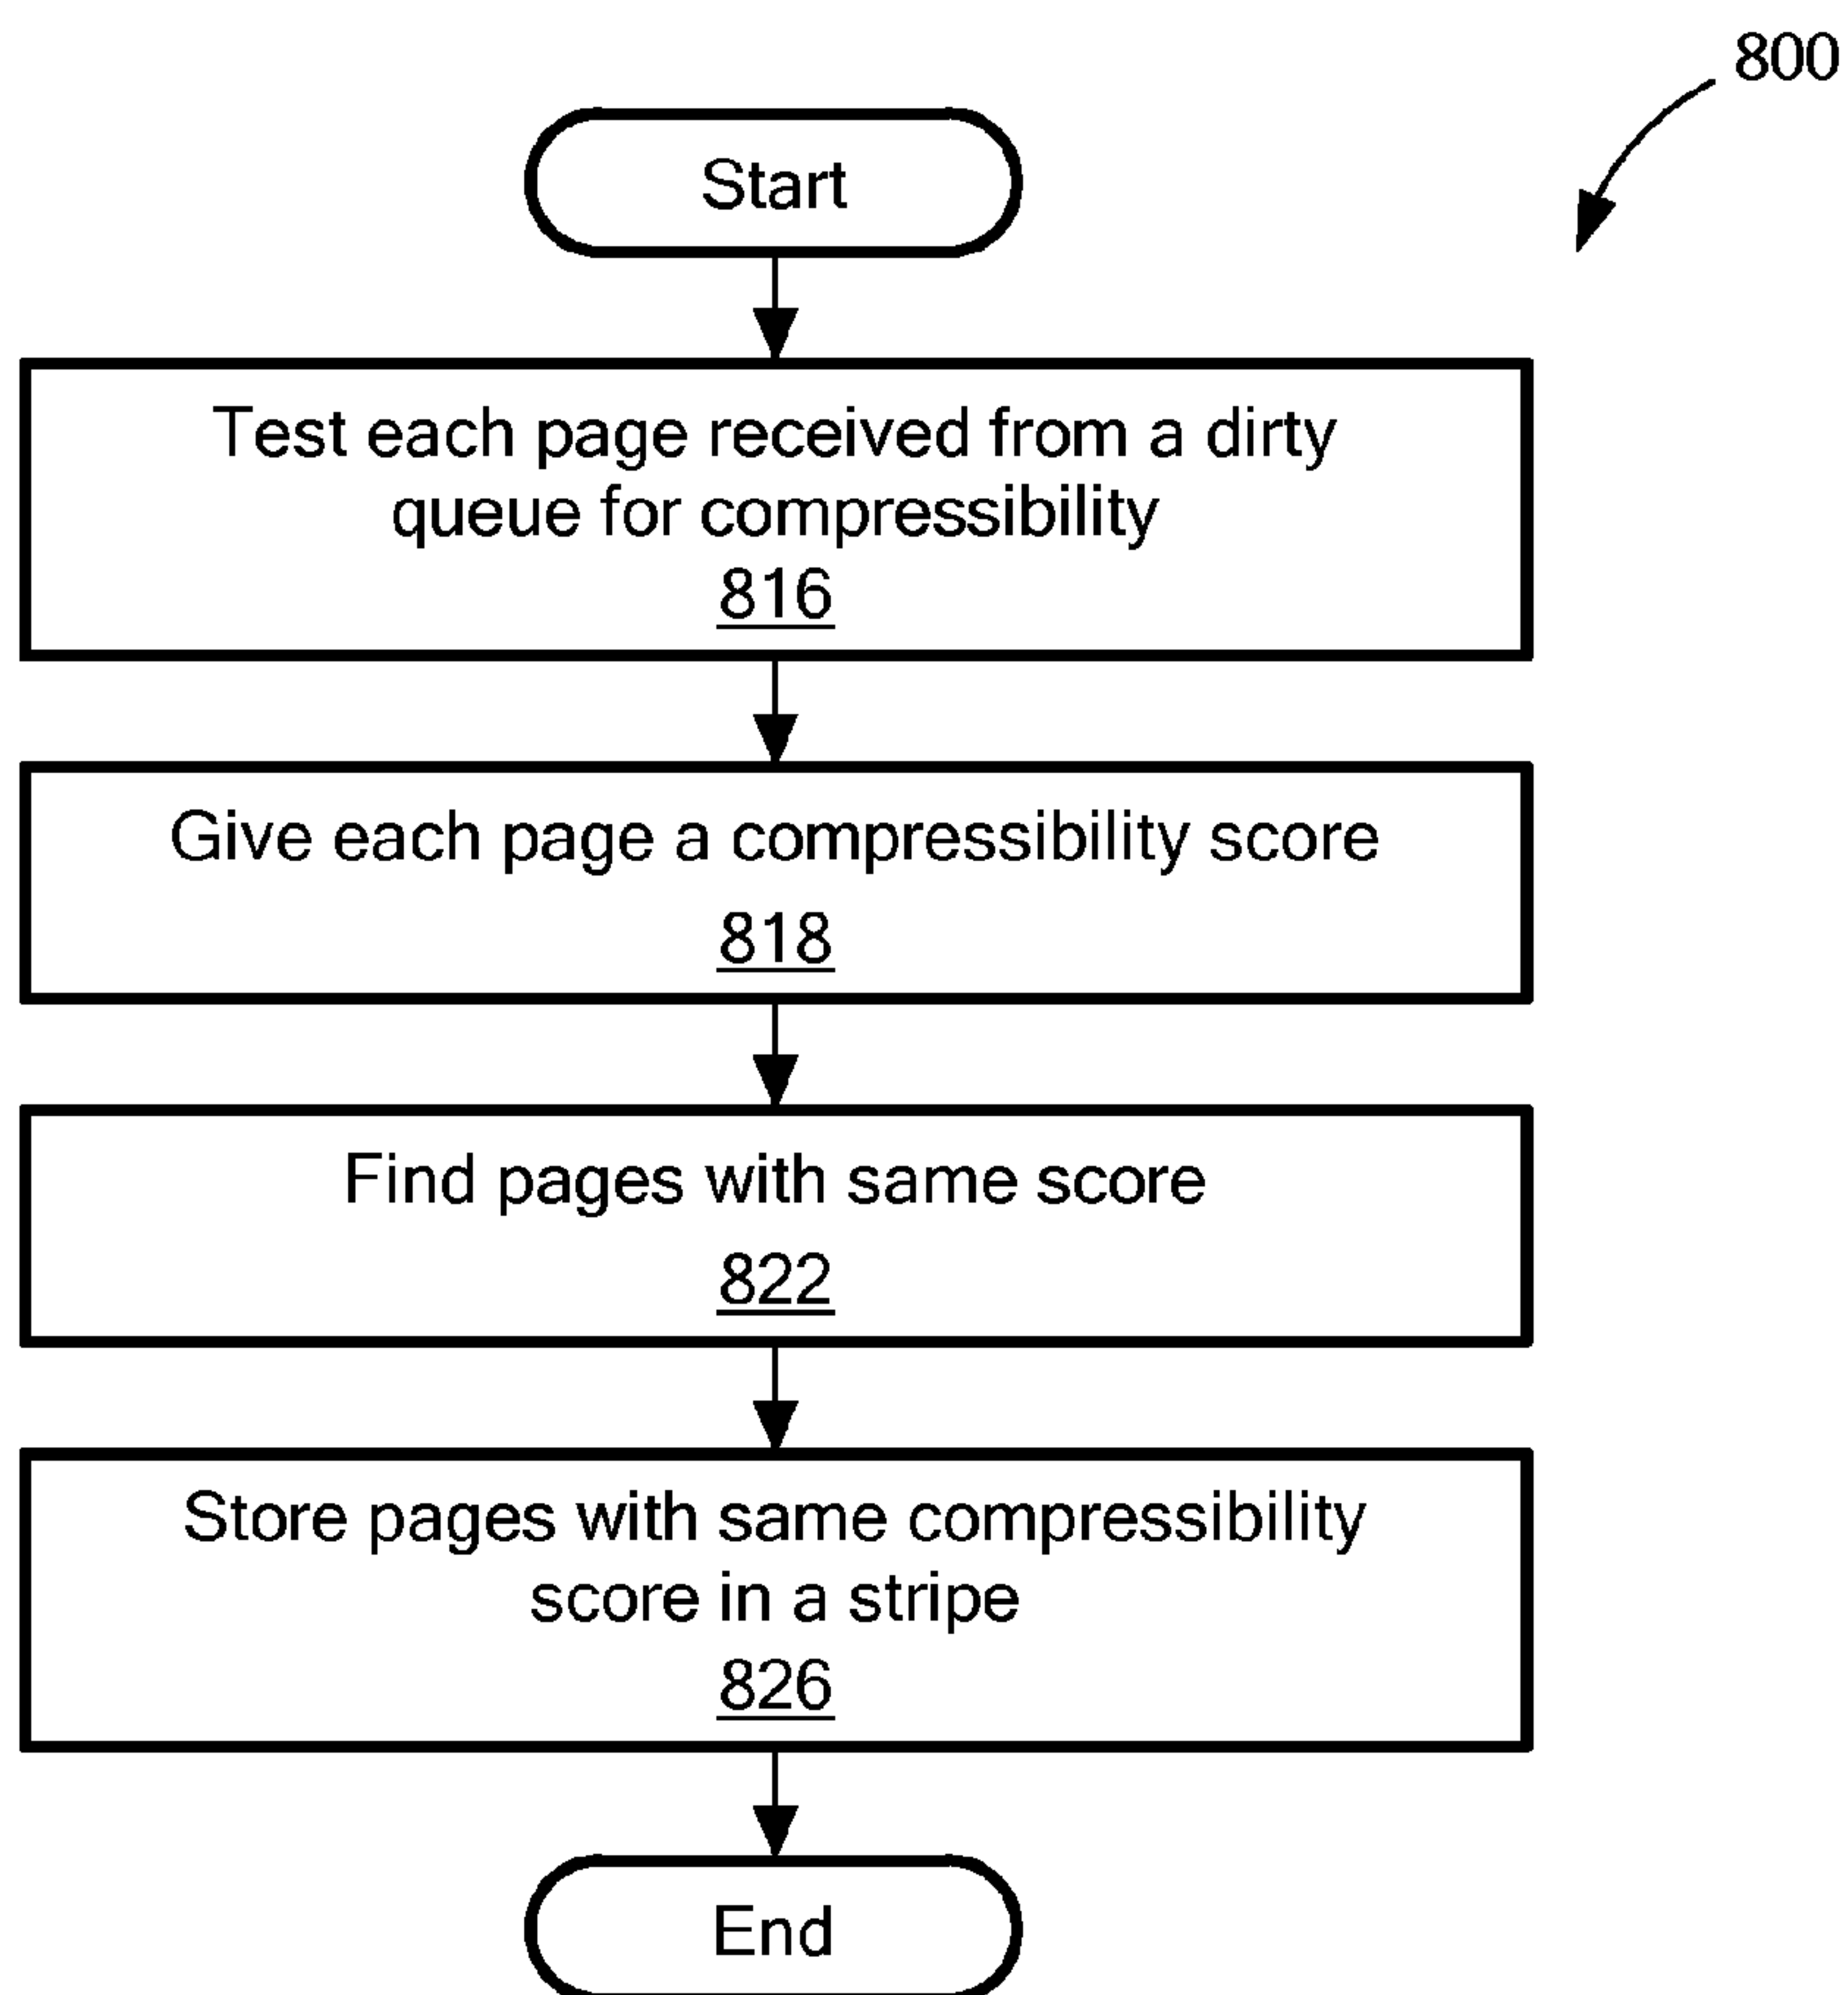 800
Start
Test each page received from a dirty
queue for compressibility
816
Give each page a compressibility score
818
Find pages with same score
822
Store pages with same compressibility
score in a stripe
826
End